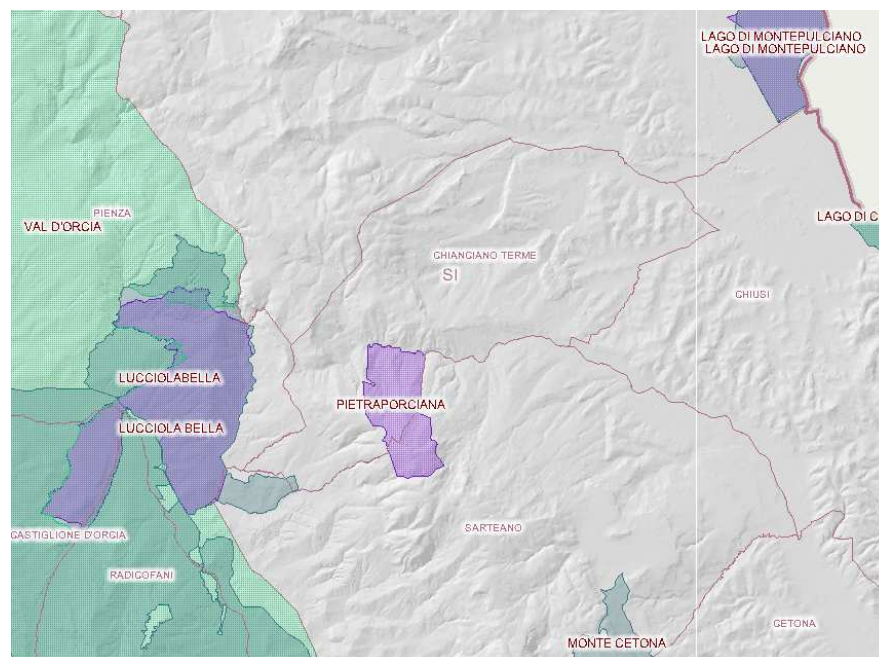 LAGO DI MONTEPULCIANO
LAGO DI MONTEPULCIANO
PIENZA
VAL D'ORCIA
LAGO DI C
CHIANCIANO TERME
SI
CHIUSI
LUCCIOLABELLA
PIETRAPORCIANA
LUCCIOLA BELLA
SARTEANO
CASTIGLIONE D'ORCIA
RADICOFANI
CETONA
MONTE CETONA